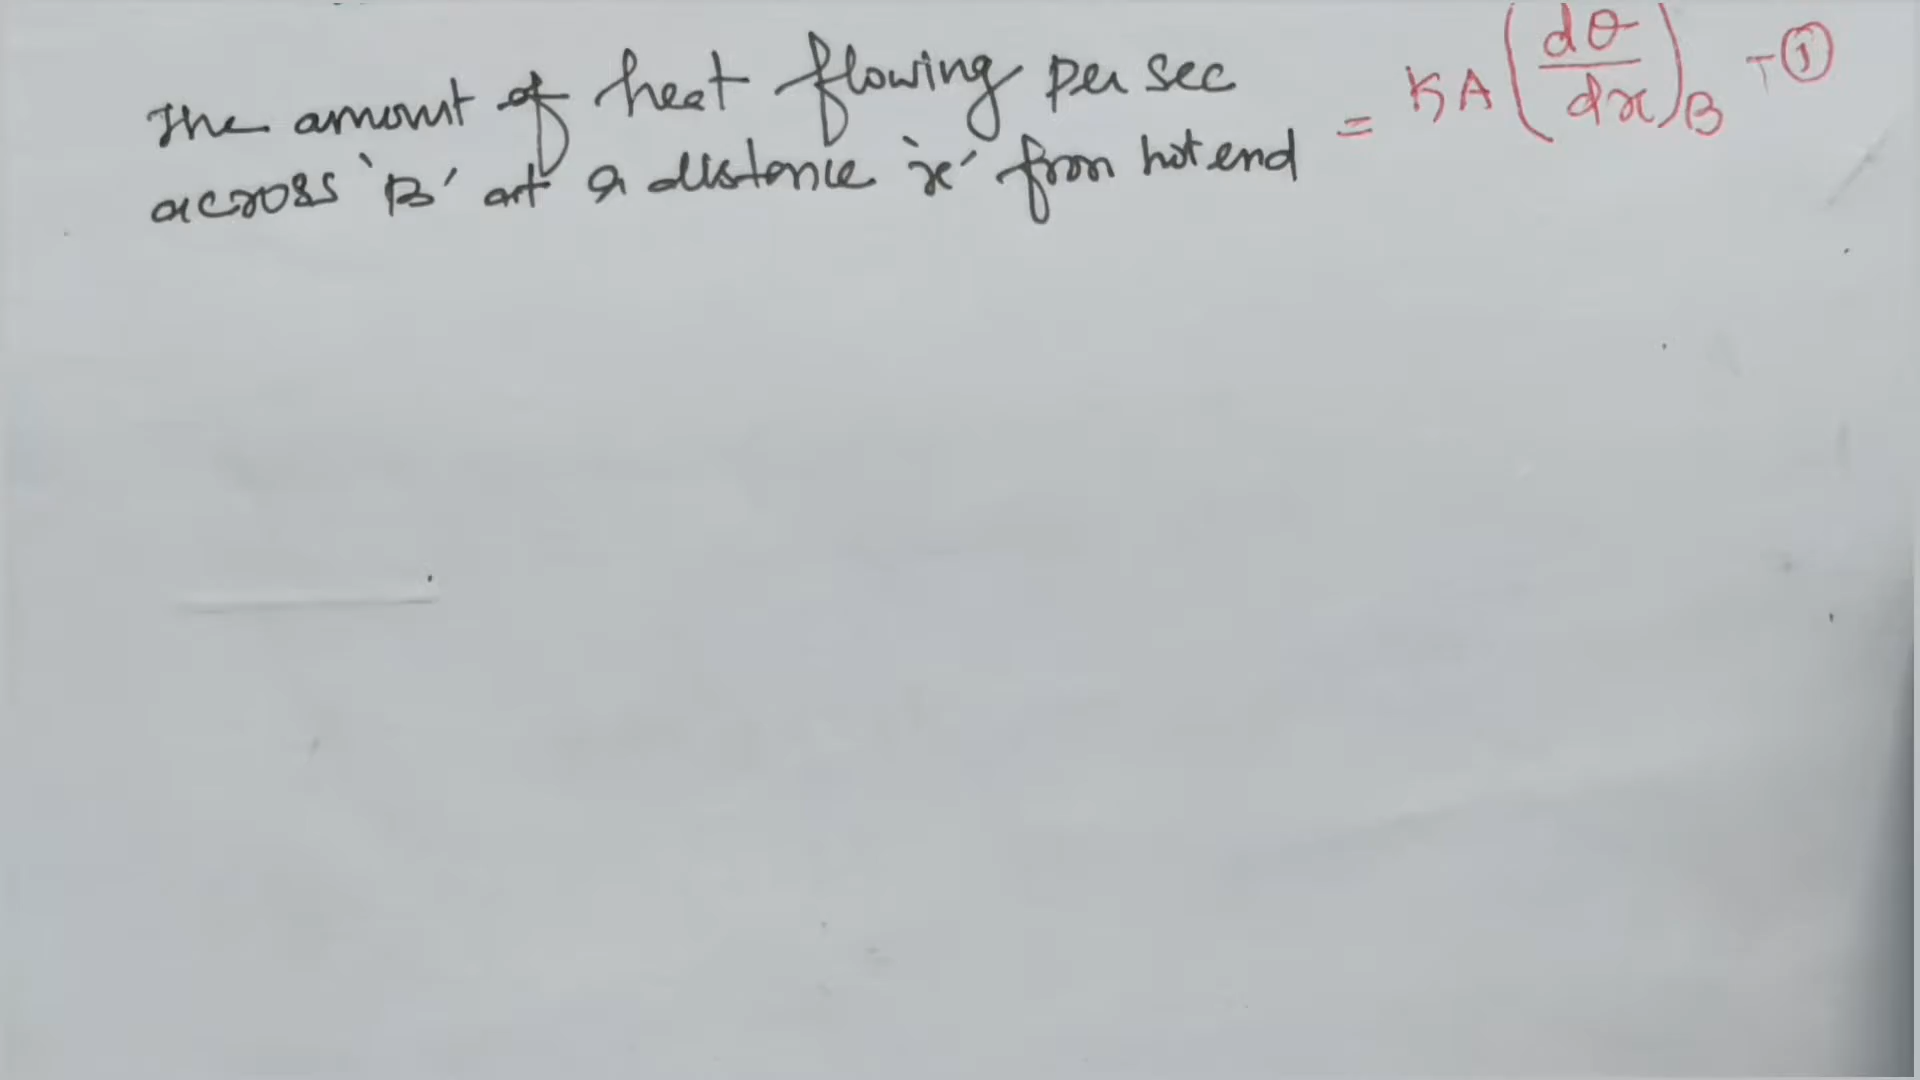 The amount of heat flowing per sec
across 'B' at a distance 'x' from hot end = KA (dθ/dx)B - ①